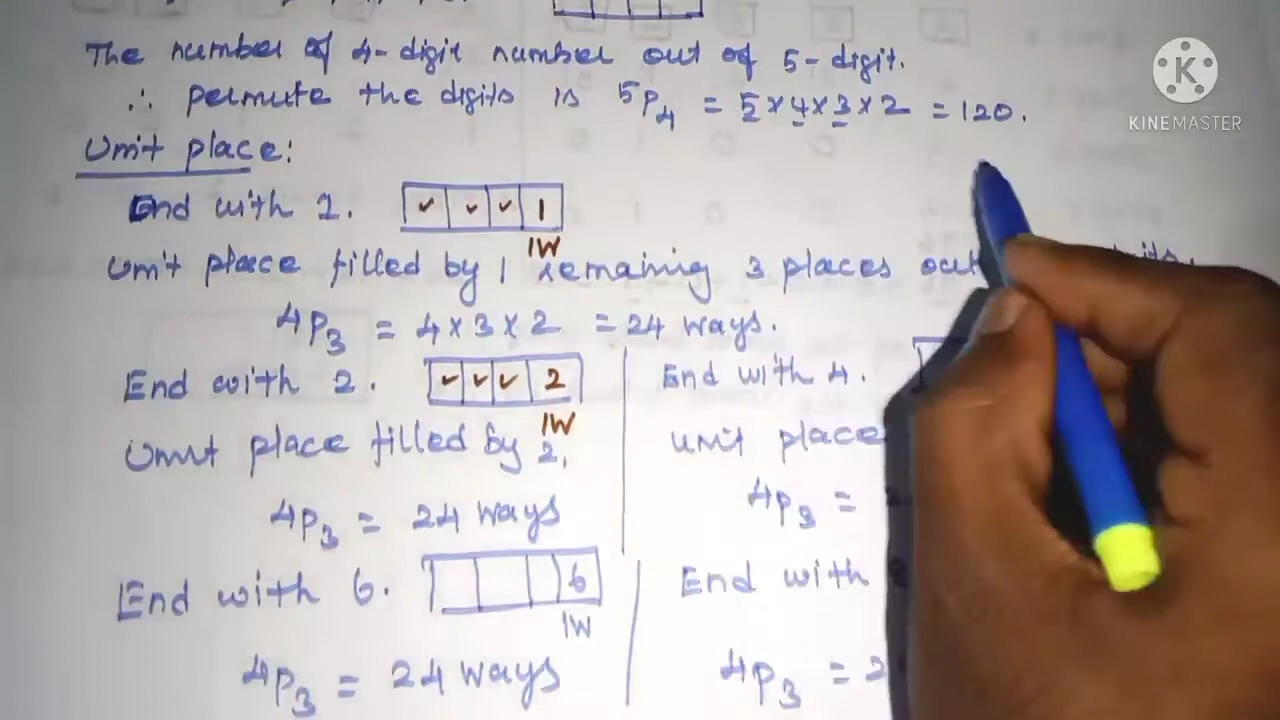 The number of 4-digit number out of 5-digit.
∴ permute the digits is 5P4 = 5×4×3×2 = 120.
KINEMASTER
Unit place:
End with 1. ✓ ✓ ✓ 1
1W
Unit place filled by 1 remaining 3 places out
4P3 = 4×3×2 = 24 ways.
End with 2. ✓ ✓ ✓ 2
1W
Unit place filled by 2.
4P3 = 24 ways
End with 6. 6
1W
4P3 = 24 ways
End with 4.
Unit place
4P3 =
End with
4P3 = 2